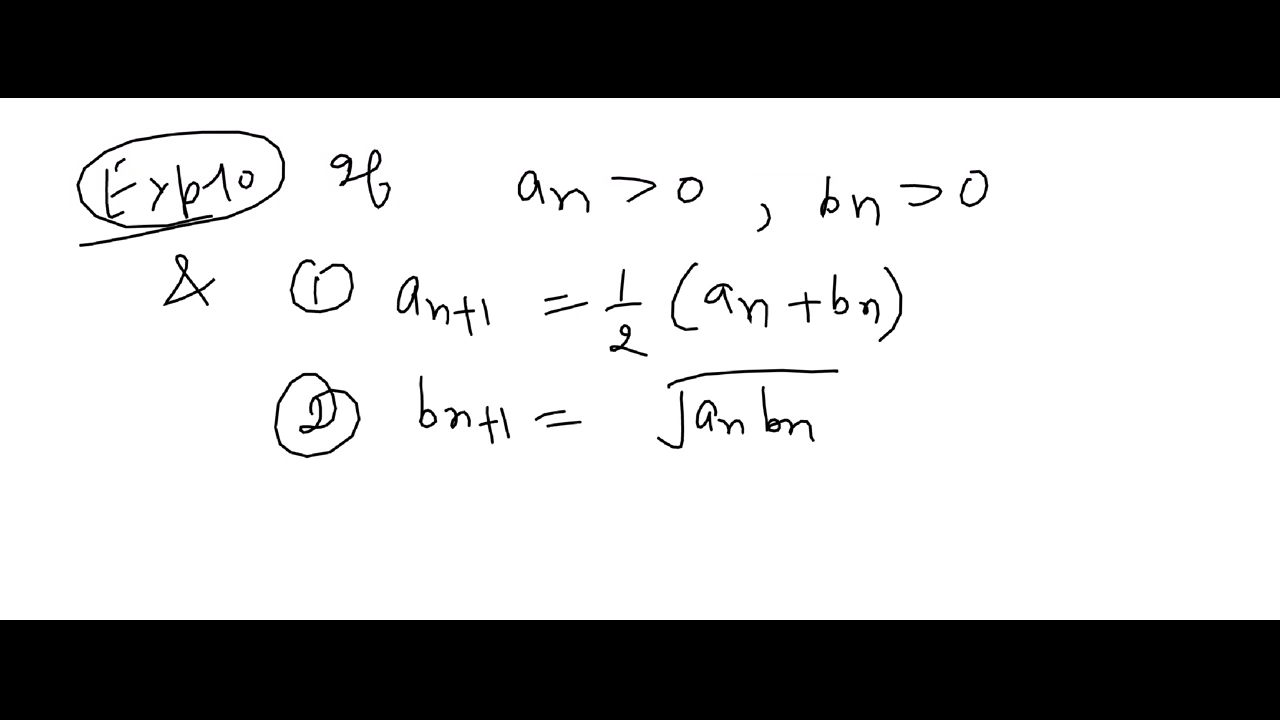 Exp10 If an > 0 , bn > 0
& ① an+1 = 1/2 (an + bn)
② bn+1 = √an bn